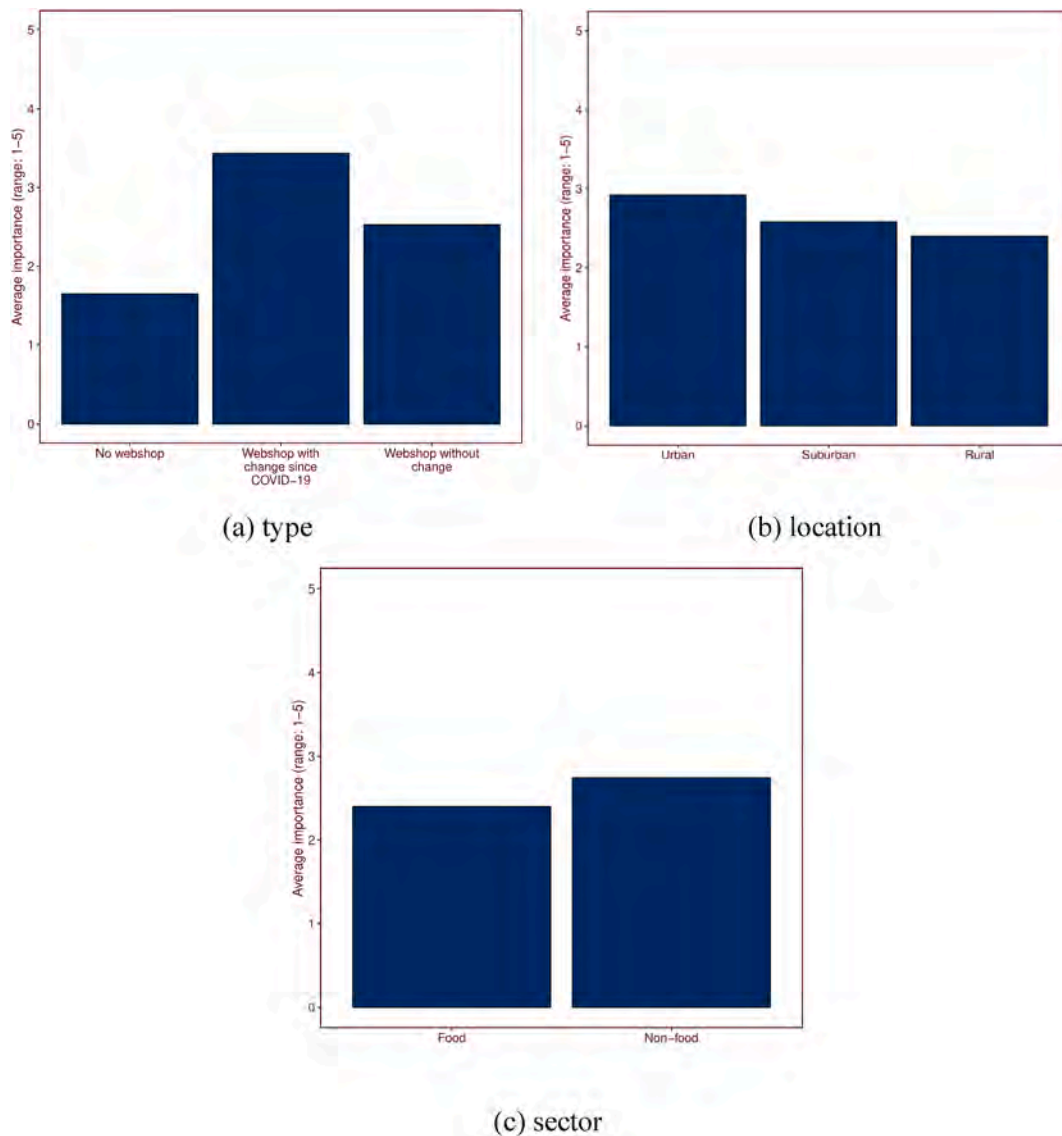 Average importance (range: 1-5)
5
4
3
2
1
0
No webshop
Webshop with
change since
COVID-19
Webshop without
change
(a) type
Average importance (range: 1-5)
5
4
3
2
1
0
Urban
Suburban
Rural
(b) location
Average importance (range: 1-5)
5
4
3
2
1
0
Food
Non-food
(c) sector